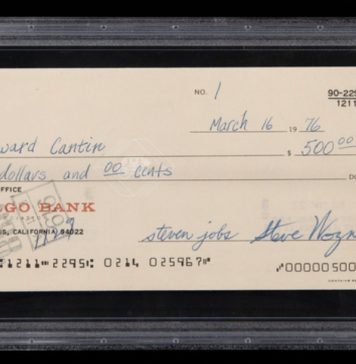 NO. 1
90-229
1211
March 16 1976
ward Cantin $ 500.00
dollars and 00 cents
OFFICE
GO BANK
S, CALIFORNIA 94022
steven jobs Steve Wozn
1211 2295 0214 025967
00000500